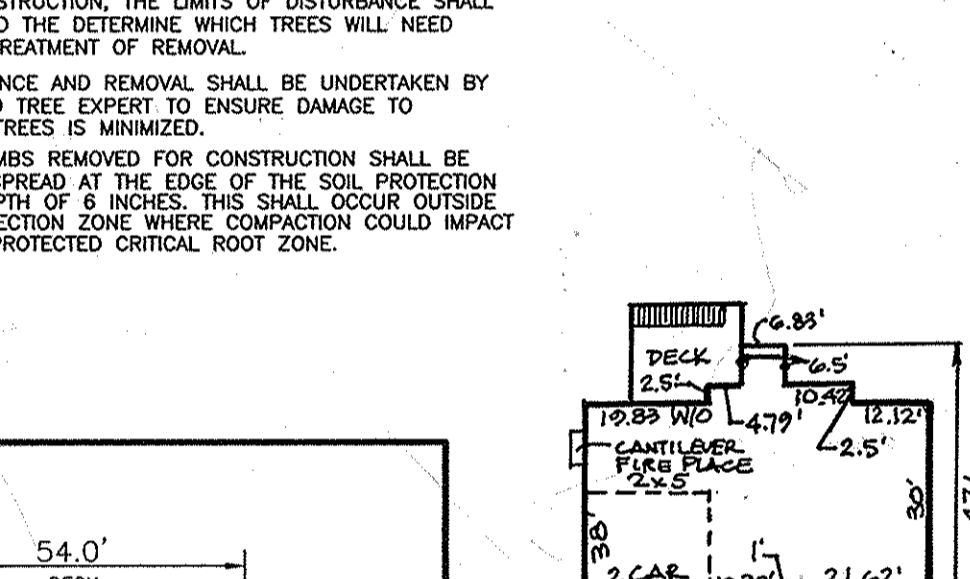 THE LIMITS OF DISTURBANCE SHALL
THE DETERMINE WHICH TREES WILL NEED
REATMENT OF REMOVAL.
NCE AND REMOVAL SHALL BE UNDERTAKEN BY
TREE EXPERT TO ENSURE DAMAGE TO
TREES IS MINIMIZED.
MBS REMOVED FOR CONSTRUCTION SHALL BE
SPREAD AT THE EDGE OF THE SOIL PROTECTION
PTH OF 6 INCHES. THIS SHALL OCCUR OUTSIDE
ECTION ZONE WHERE COMPACTION COULD IMPACT
PROTECTED CRITICAL ROOT ZONE.
6.83'
DECK
6.5'
2.5'
10.42
19.83 W/O
4.79'
12.12'
2.5'
CANTILEVER
FIRE PLACE
2x5
30'
38'
54.0'
1'
2 CAR
21.62'